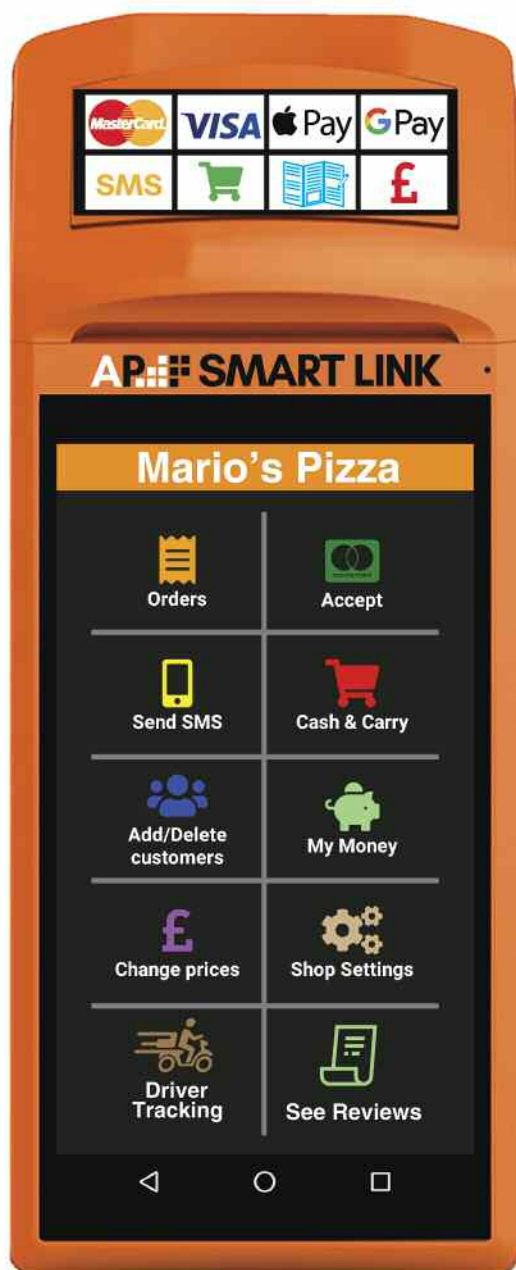 MasterCard VISA Pay G Pay
SMS £
AP SMART LINK
Mario's Pizza
Orders
Accept
Send SMS
Cash & Carry
Add/Delete
customers
My Money
£
Change prices
Shop Settings
Driver
Tracking
See Reviews